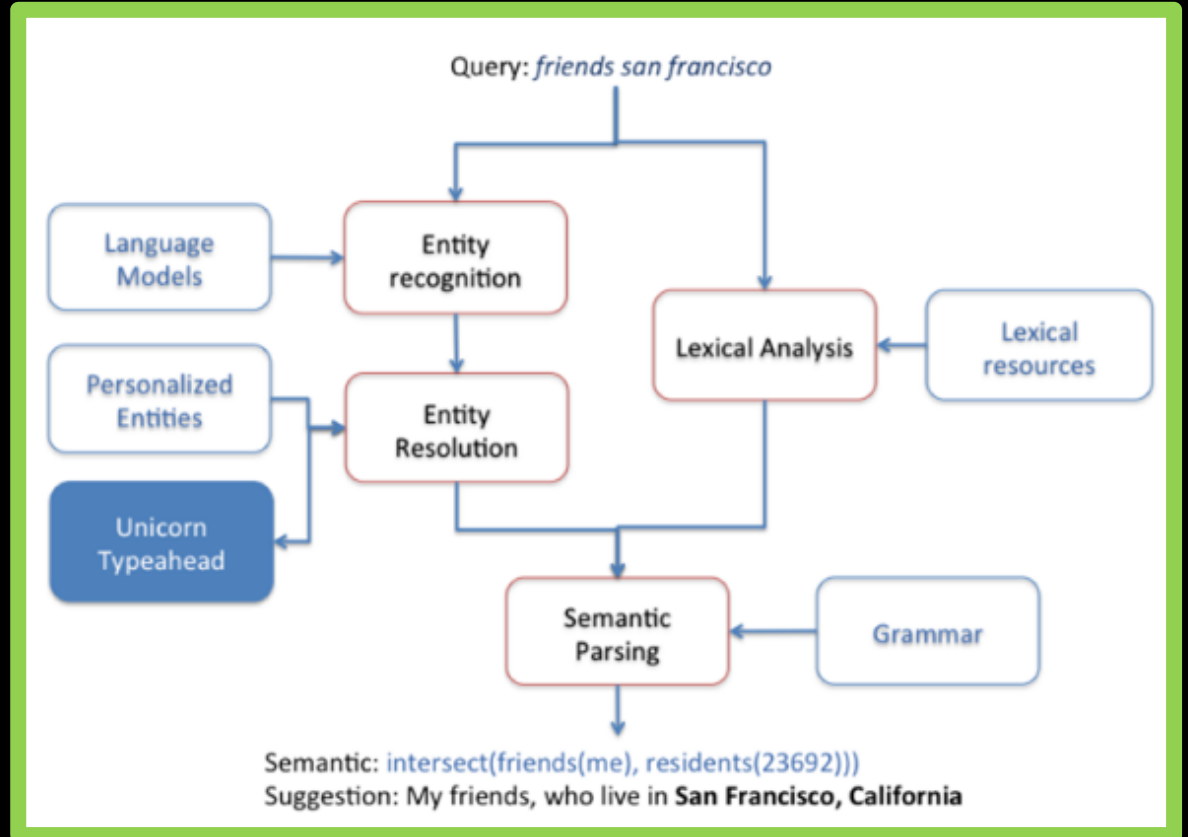 Query: friends san francisco
Language
Models
Entity
recognition
Lexical Analysis
Lexical
resources
Personalized
Entities
Entity
Resolution
Unicorn
Typeahead
Semantic
Parsing
Grammar
Semantic: intersect(friends(me), residents(23692)))
Suggestion: My friends, who live in San Francisco, California